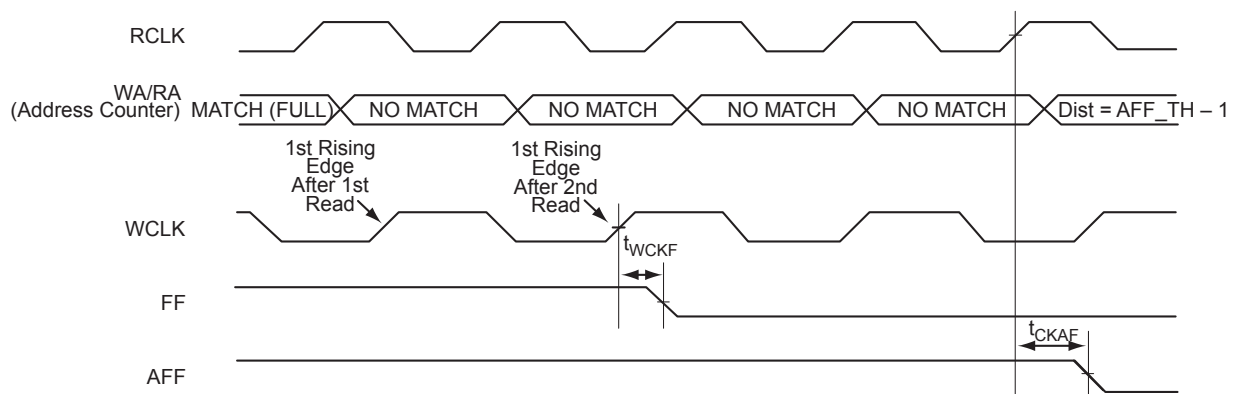 RCLK
WA/RA
(Address Counter)
MATCH (FULL)
NO MATCH
NO MATCH
NO MATCH
NO MATCH
Dist = AFF_TH – 1
1st Rising
Edge
After 1st
Read
1st Rising
Edge
After 2nd
Read
WCLK
tWCKF
FF
tCKAF
AFF